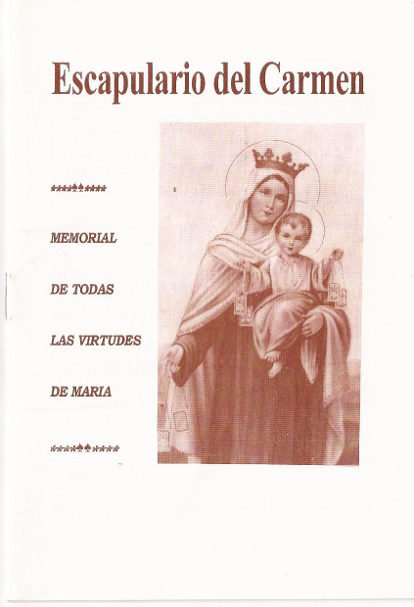 Escapulario del Carmen
MEMORIAL
DE TODAS
LAS VIRTUDES
DE MARIA